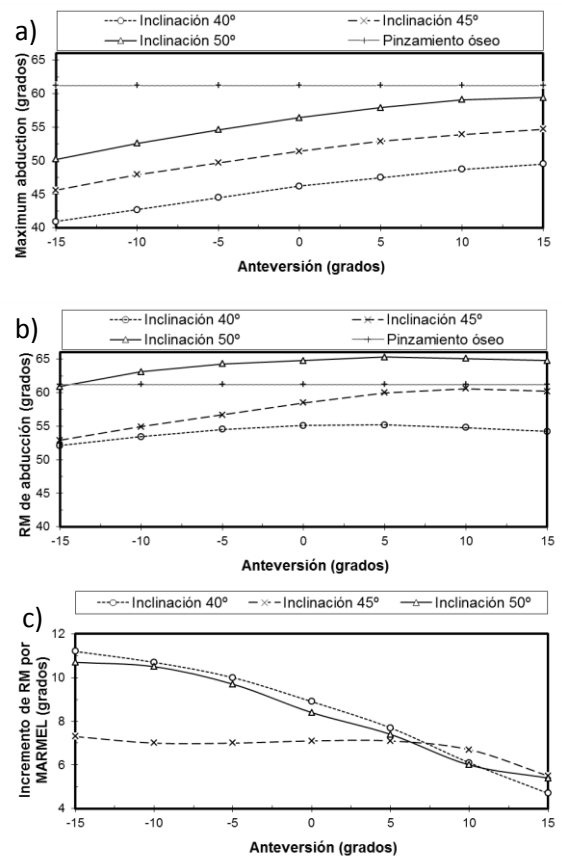 a)
Inclinación 40º
Inclinación 45º
Inclinación 50º
Pinzamiento óseo
Maximum abduction (grados)
65
60
55
50
45
40
-15 -10 -5 0 5 10 15
Anteversión (grados)
b)
Inclinación 40º
Inclinación 45º
Inclinación 50º
Pinzamiento óseo
RM de abducción (grados)
65
60
55
50
45
40
-15 -10 -5 0 5 10 15
Anteversión (grados)
c)
Inclinación 40º Inclinación 45º Inclinación 50º
Incremento de RM por
MARMEL (grados)
12
10
8
6
4
-15 -10 -5 0 5 10 15
Anteversión (grados)